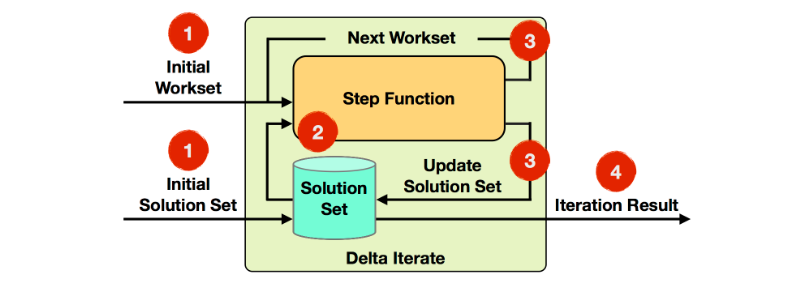 1
Initial
Workset
Next Workset
3
Step Function
2
1
Initial
Solution Set
Solution
Set
Update
Solution Set
3
4
Iteration Result
Delta Iterate